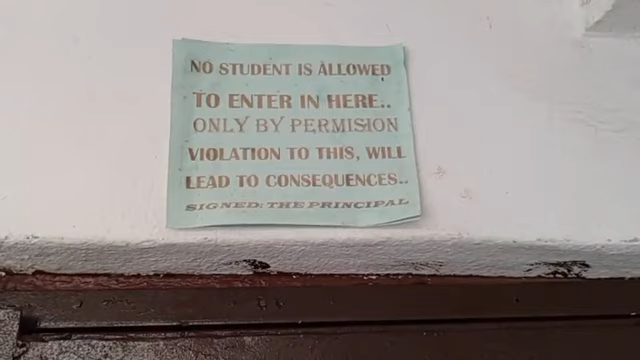 NO STUDENT IS ALLOWED
TO ENTER IN HERE..
ONLY BY PERMISION
VIOLATION TO THIS, WILL
LEAD TO CONSEQUENCES..
SIGNED: THE PRINCIPAL